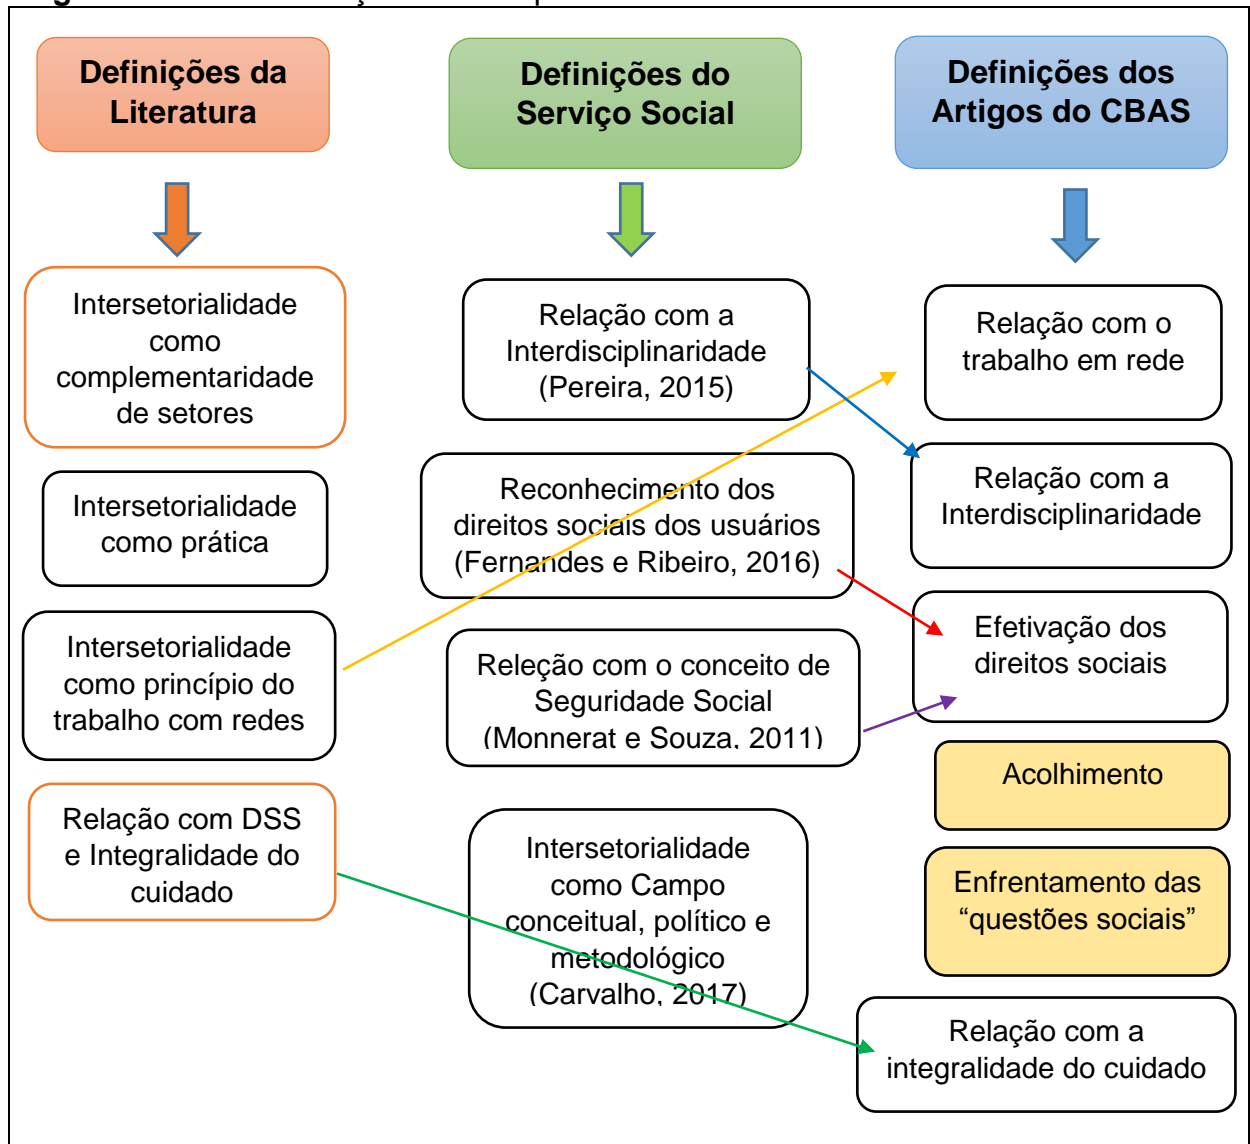 Definições da
Literatura
Intersetorialidade
como
complementaridade
de setores
Intersetorialidade
como prática
Intersetorialidade
como princípio do
trabalho com redes
Relação com DSS
e Integralidade do
cuidado
Definições do
Serviço Social
Relação com a
Interdisciplinaridade
(Pereira, 2015)
Reconhecimento dos
direitos sociais dos usuários
(Fernandes e Ribeiro, 2016)
Releção com o conceito de
Seguridade Social
(Monnerat e Souza, 2011)
Intersetorialidade
como Campo
conceitual, político e
metodológico
(Carvalho, 2017)
Definições dos
Artigos do CBAS
Relação com o
trabalho em rede
Relação com a
Interdisciplinaridade
Efetivação dos
direitos sociais
Acolhimento
Enfrentamento das
“questões sociais”
Relação com a
integralidade do cuidado